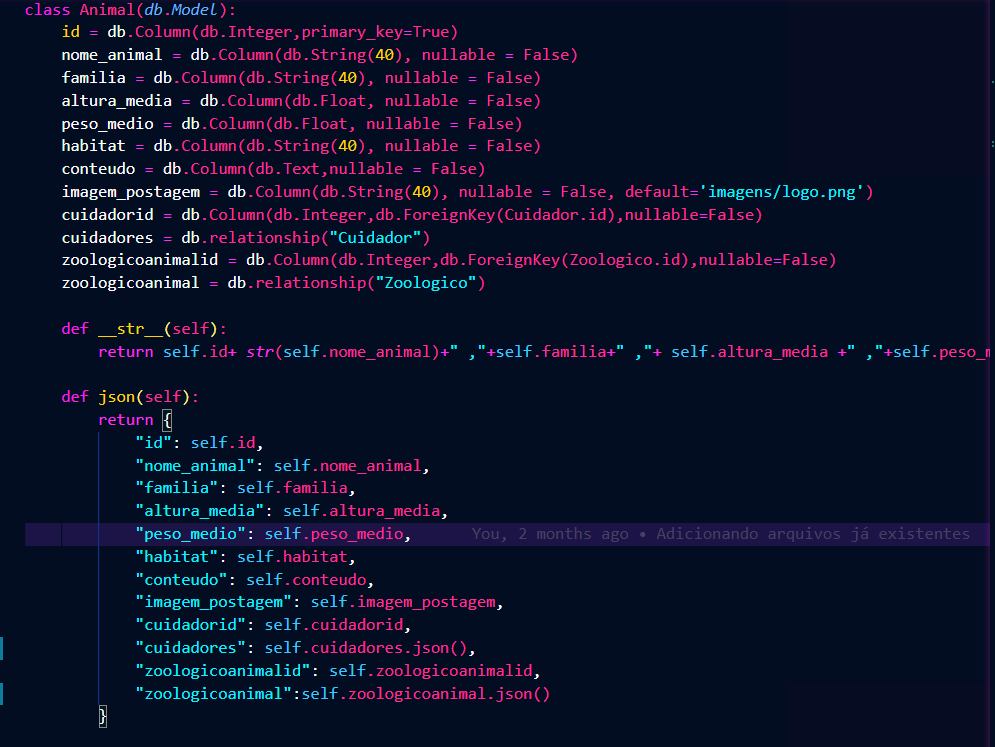 class Animal(db.Model):
    id = db.Column(db.Integer,primary_key=True)
    nome_animal = db.Column(db.String(40), nullable = False)
    familia = db.Column(db.String(40), nullable = False)
    altura_media = db.Column(db.Float, nullable = False)
    peso_medio = db.Column(db.Float, nullable = False)
    habitat = db.Column(db.String(40), nullable = False)
    conteudo = db.Column(db.Text,nullable = False)
    imagem_postagem = db.Column(db.String(40), nullable = False, default='imagens/logo.png')
    cuidadorid = db.Column(db.Integer,db.ForeignKey(Cuidador.id),nullable=False)
    cuidadores = db.relationship("Cuidador")
    zoologicoanimalid = db.Column(db.Integer,db.ForeignKey(Zoologico.id),nullable=False)
    zoologicoanimal = db.relationship("Zoologico")

    def __str__(self):
        return self.id+ str(self.nome_animal)+" ,"+self.familia+" ,"+ self.altura_media +" ,"+self.peso_

    def json(self):
        return {
            "id": self.id,
            "nome_animal": self.nome_animal,
            "familia": self.familia,
            "altura_media": self.altura_media,
            "peso_medio": self.peso_medio,      You, 2 months ago • Adicionando arquivos já existentes
            "habitat": self.habitat,
            "conteudo": self.conteudo,
            "imagem_postagem": self.imagem_postagem,
            "cuidadorid": self.cuidadorid,
            "cuidadores": self.cuidadores.json(),
            "zoologicoanimalid": self.zoologicoanimalid,
            "zoologicoanimal":self.zoologicoanimal.json()
        }